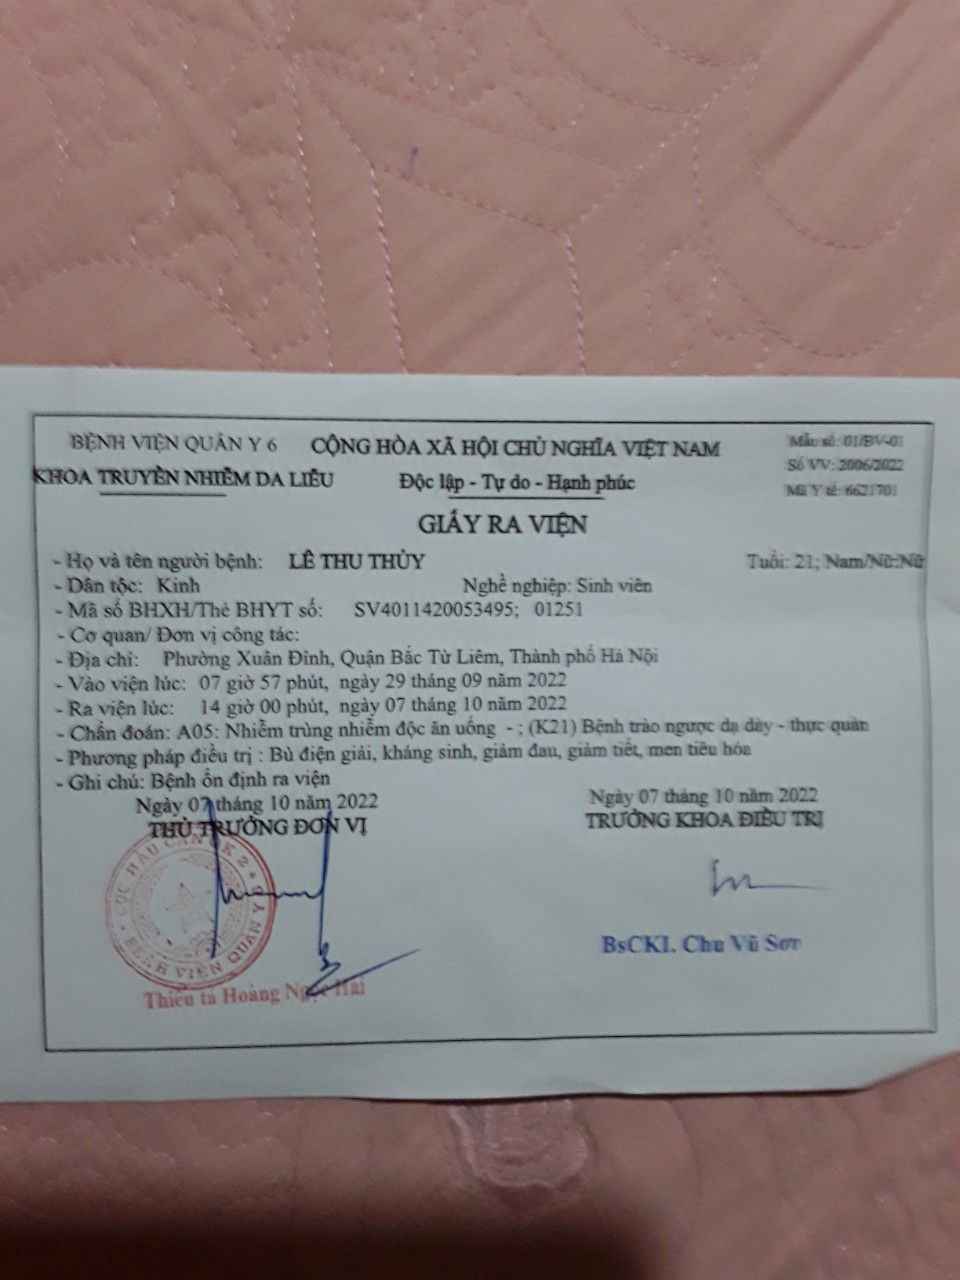 BỆNH VIỆN QUÂN Y 6 CỘNG HÒA XÃ HỘI CHỦ NGHĨA VIỆT NAM Mẫu số: 01/BV-01
KHOA TRUYỀN NHIỄM DA LIỄU Độc lập - Tự do - Hạnh phúc Số VV: 2006/2022
Mã Y tế: 6621701
GIẤY RA VIỆN
- Họ và tên người bệnh: LÊ THU THỦY Tuổi: 21; Nam/Nữ:Nữ
- Dân tộc: Kinh Nghề nghiệp: Sinh viên
- Mã số BHXH/Thẻ BHYT số: SV4011420053495; 01251
- Cơ quan/ Đơn vị công tác:
- Địa chỉ: Phường Xuân Đỉnh, Quận Bắc Từ Liêm, Thành phố Hà Nội
- Vào viện lúc: 07 giờ 57 phút, ngày 29 tháng 09 năm 2022
- Ra viện lúc: 14 giờ 00 phút, ngày 07 tháng 10 năm 2022
- Chẩn đoán: A05: Nhiễm trùng nhiễm độc ăn uống - ; (K21) Bệnh trào ngược dạ dày - thực quản
- Phương pháp điều trị : Bù điện giải, kháng sinh, giảm đau, giảm tiết, men tiêu hóa
- Ghi chú: Bệnh ổn định ra viện
Ngày 07 tháng 10 năm 2022 Ngày 07 tháng 10 năm 2022
THỦ TRƯỞNG ĐƠN VỊ TRƯỞNG KHOA ĐIỀU TRỊ
CỤC HẬU CẦN QK 2
BỆNH VIỆN QUÂN Y 6
BsCKI. Chu Vũ Sơn
Thiếu tá Hoàng Ngọc Hải